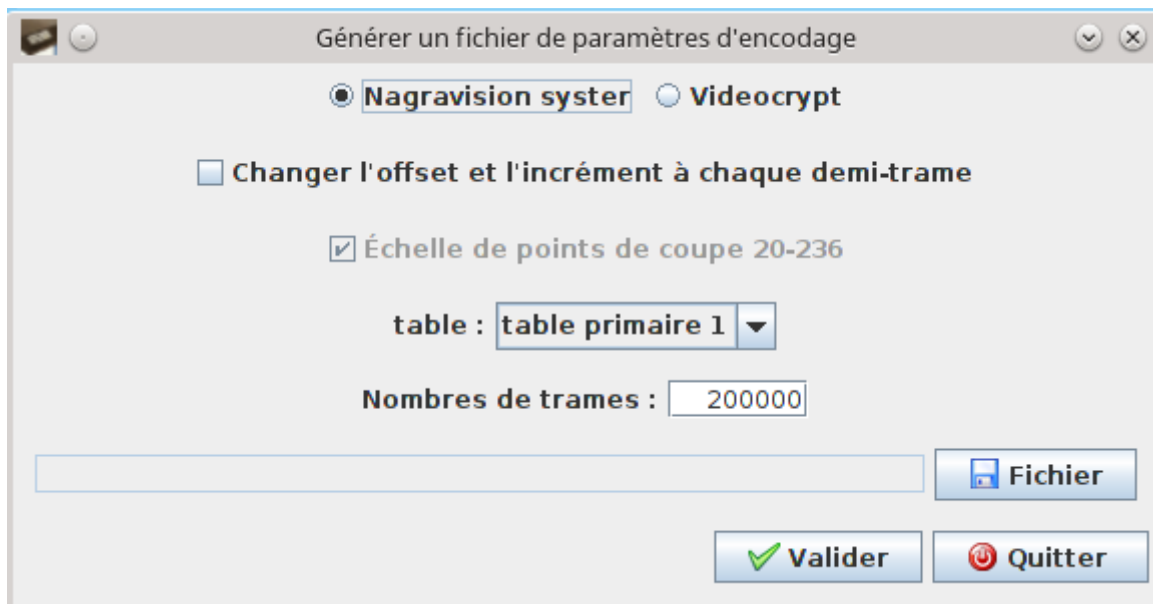 Générer un fichier de paramètres d'encodage
Nagravision syster Videocrypt
Changer l'offset et l'incrément à chaque demi-trame
Échelle de points de coupe 20-236
table : table primaire 1
Nombres de trames : 200000
Fichier
Valider Quitter